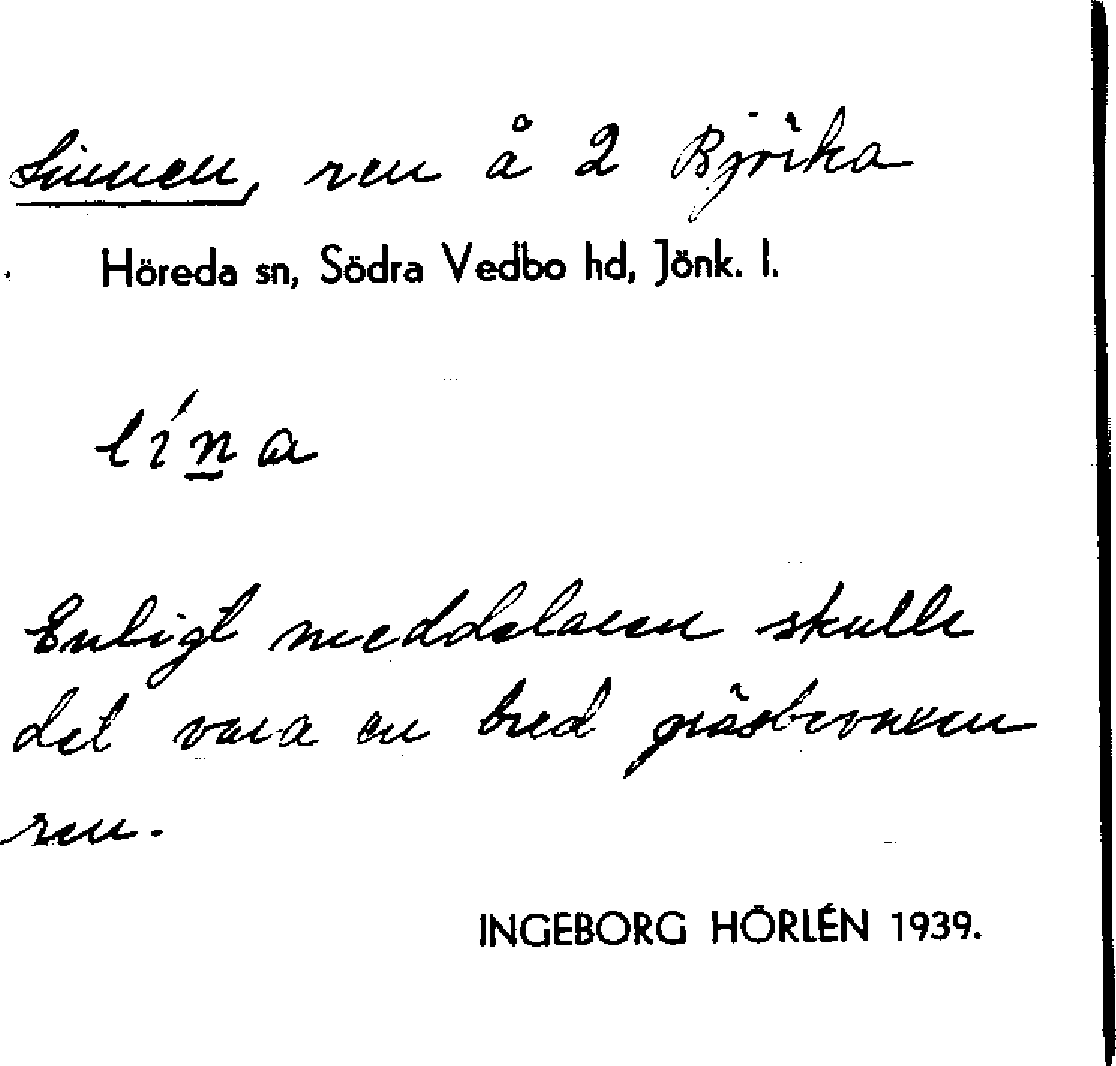 Linnen, ren å 2
Höreda sn, Södra Vedbo hd, Jönk. l.
lína
Enligt meddelaren skulle
det vara en bred gräsbevuxen
ren.
INGEBORG HÖRLÉN 1939.